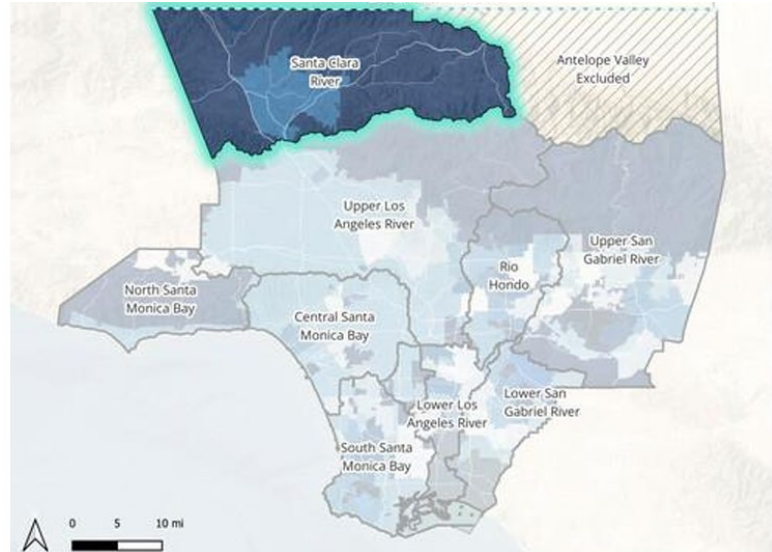 Santa Clara
River
Antelope Valley
Excluded
Upper Los
Angeles River
Upper San
Gabriel River
Rio
Hondo
North Santa
Monica Bay
Central Santa
Monica Bay
Lower Los
Angeles River
Lower San
Gabriel River
South Santa
Monica Bay
0 5 10 mi